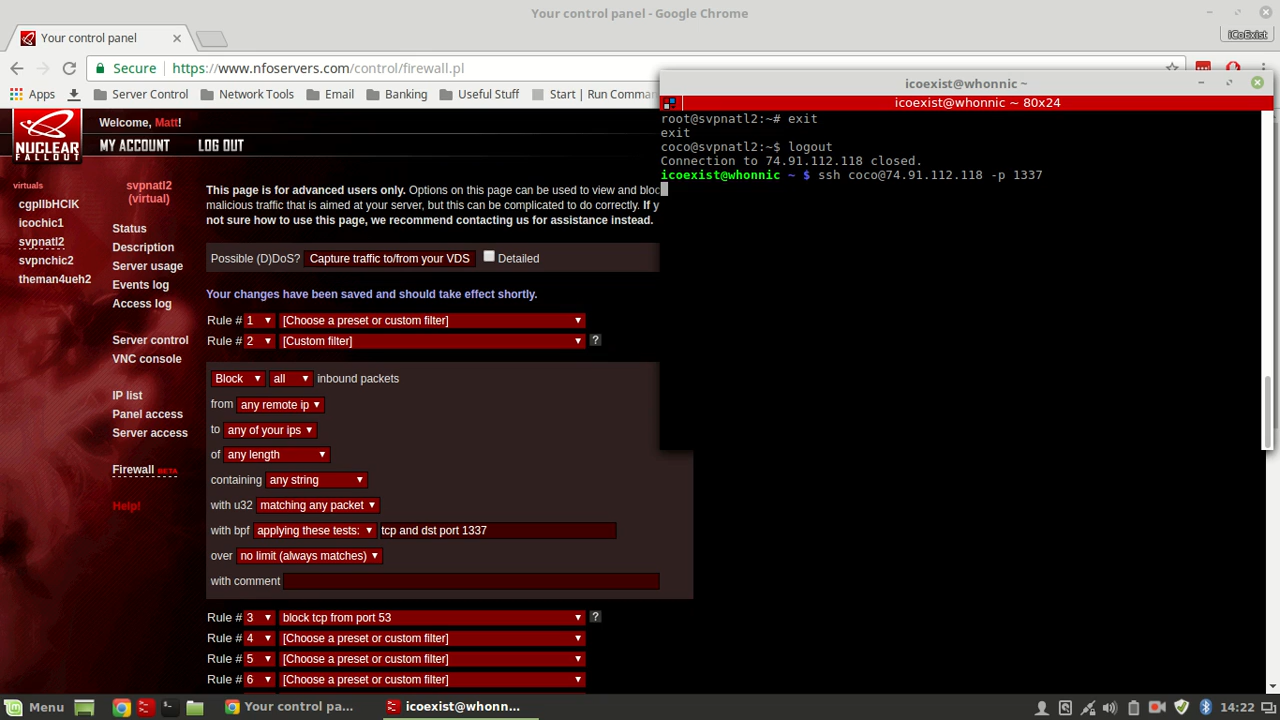 Your control panel - Google Chrome
Your control panel
iCoExist
Secure https://www.nfoservers.com/control/firewall.pl
Apps Server Control Network Tools Email Banking Useful Stuff Start | Run Comma
icoexist@whonnic ~
icoexist@whonnic ~ 80x24
root@svpnatl2:~# exit
exit
coco@svpnatl2:~$ logout
Connection to 74.91.112.118 closed.
icoexist@whonnic ~ $ ssh coco@74.91.112.118 -p 1337
NUCLEAR
FALLOUT
Welcome, Matt!
MY ACCOUNT LOG OUT
virtuals
cgpllbHClK
icochic1
svpnatl2
svpnchic2
theman4ueh2
svpnatl2
(virtual)
Status
Description
Server usage
Events log
Access log
Server control
VNC console
IP list
Panel access
Server access
Firewall BETA
Help!
This page is for advanced users only. Options on this page can be used to view and bloc
malicious traffic that is aimed at your server, but this can be complicated to do correctly. If y
not sure how to use this page, we recommend contacting us for assistance instead.
Possible (D)DoS? Capture traffic to/from your VDS Detailed
Your changes have been saved and should take effect shortly.
Rule # 1 [Choose a preset or custom filter]
Rule # 2 [Custom filter] ?
Block all inbound packets
from any remote ip
to any of your ips
of any length
containing any string
with u32 matching any packet
with bpf applying these tests: tcp and dst port 1337
over no limit (always matches)
with comment
Rule # 3 block tcp from port 53 ?
Rule # 4 [Choose a preset or custom filter]
Rule # 5 [Choose a preset or custom filter]
Rule # 6 [Choose a preset or custom filter]
Menu Your control pa... icoexist@whonn... 14:22